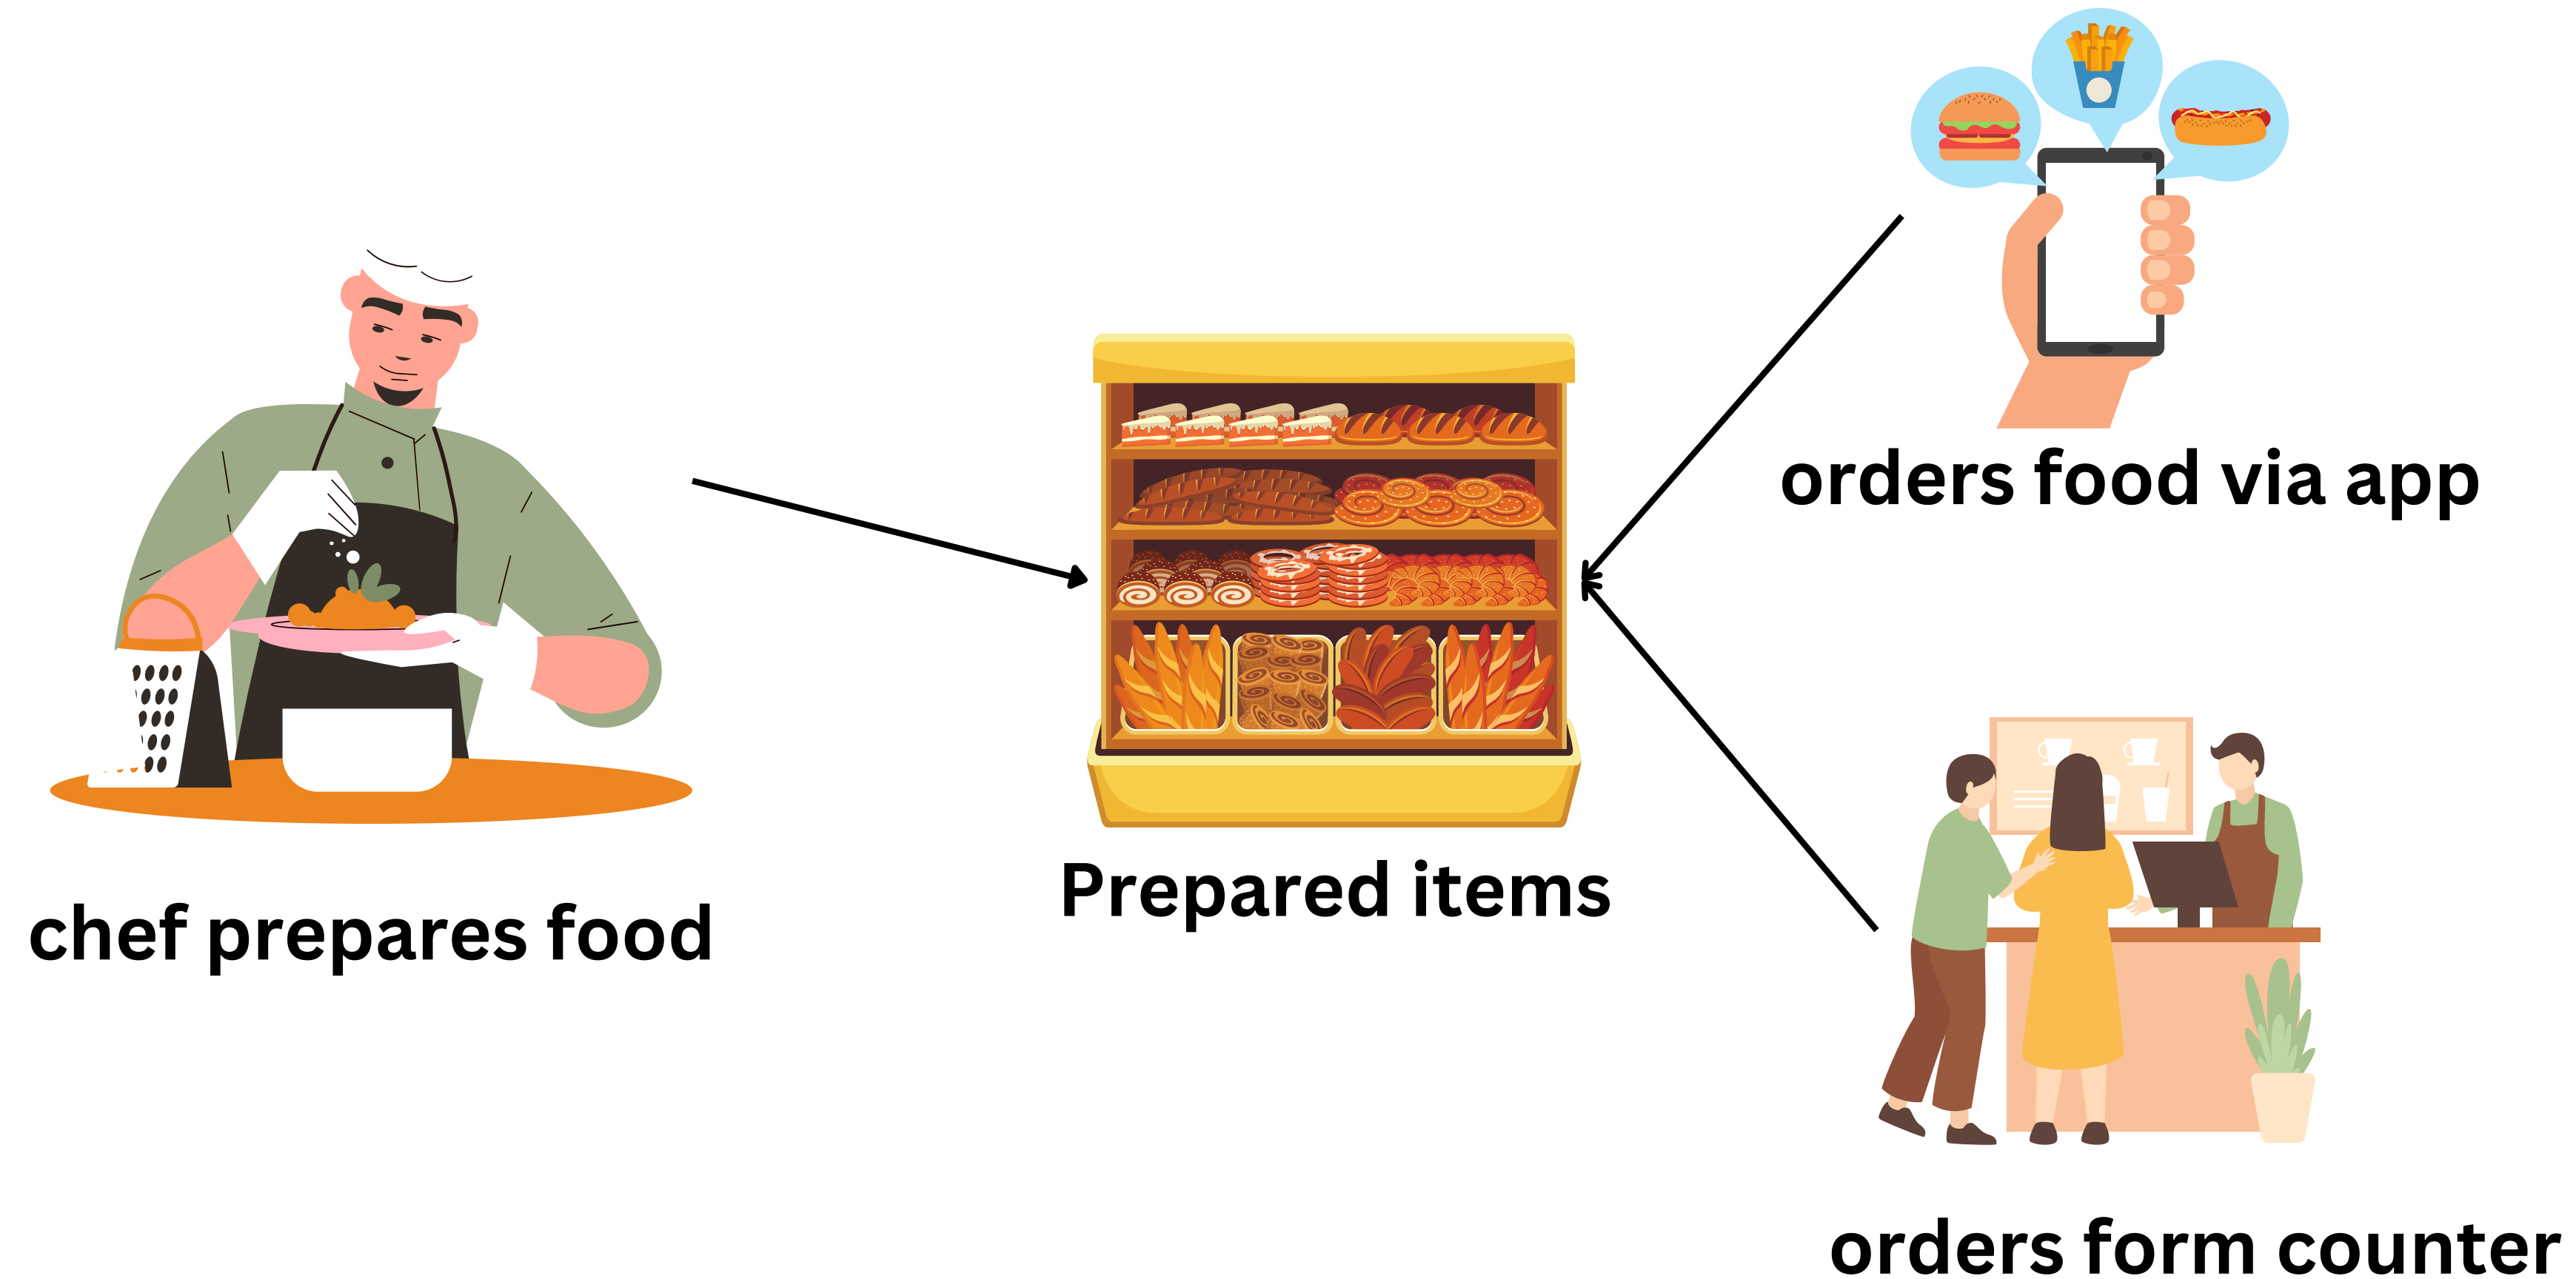 orders food via app
Prepared items
chef prepares food
orders form counter